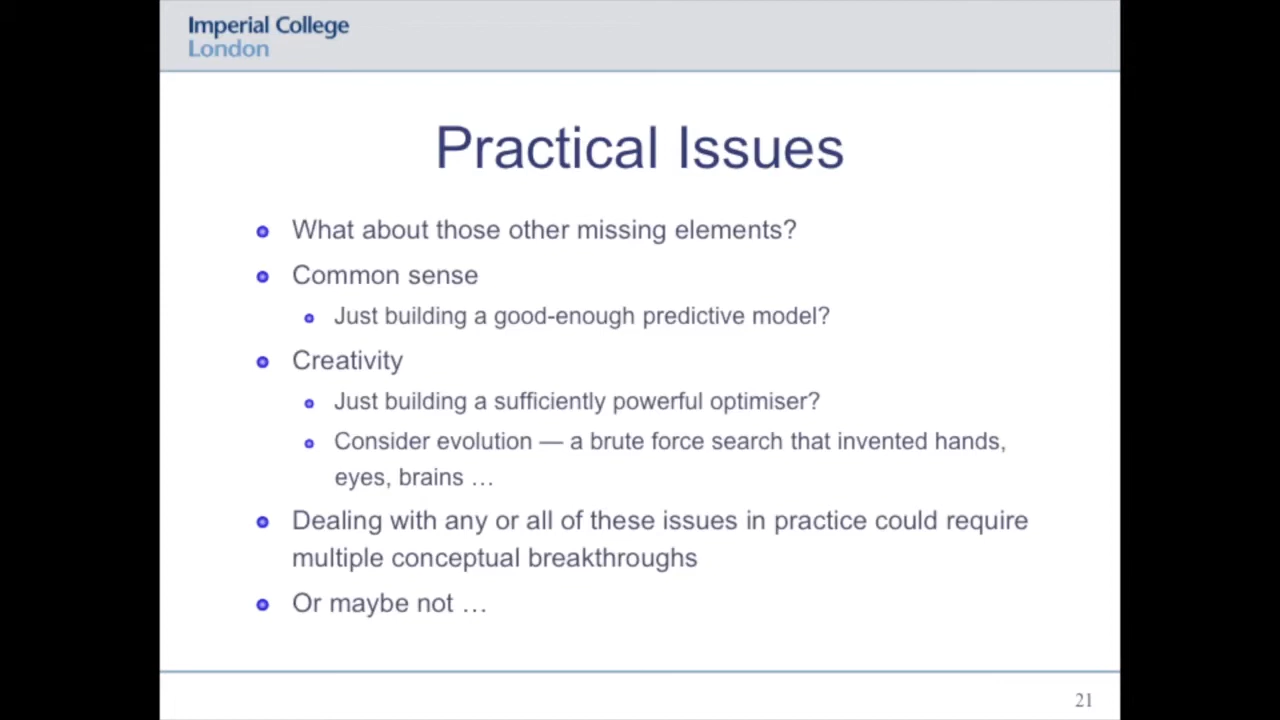 Imperial College
London
Practical Issues
What about those other missing elements?
Common sense
Just building a good-enough predictive model?
Creativity
Just building a sufficiently powerful optimiser?
Consider evolution — a brute force search that invented hands,
eyes, brains …
Dealing with any or all of these issues in practice could require
multiple conceptual breakthroughs
Or maybe not …
21